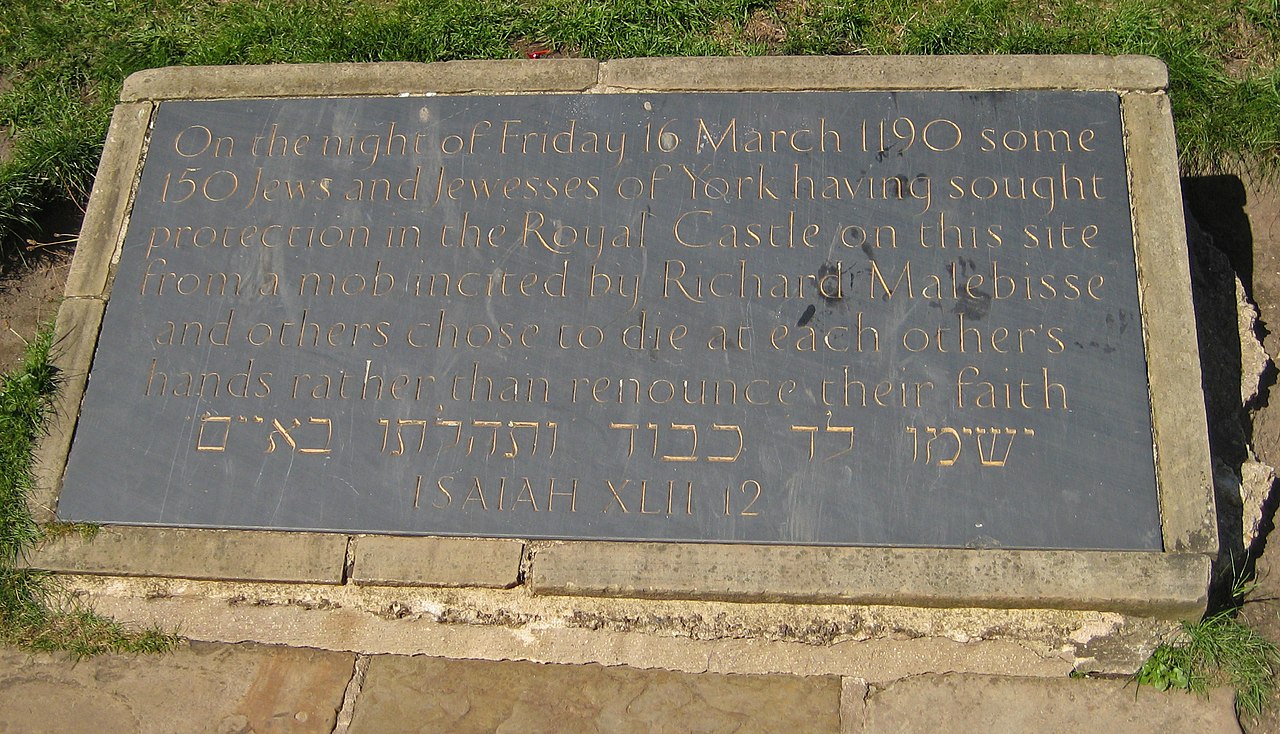 On the night of Friday 16 March 1190 some
150 Jews and Jewesses of York having sought
protection in the Royal Castle on this site
from a mob incited by Richard Malebisse
and others chose to die at each other's
hands rather than renounce their faith
ישמו לד כבוד ותהלתו באיים
ISAIAH XLII 12